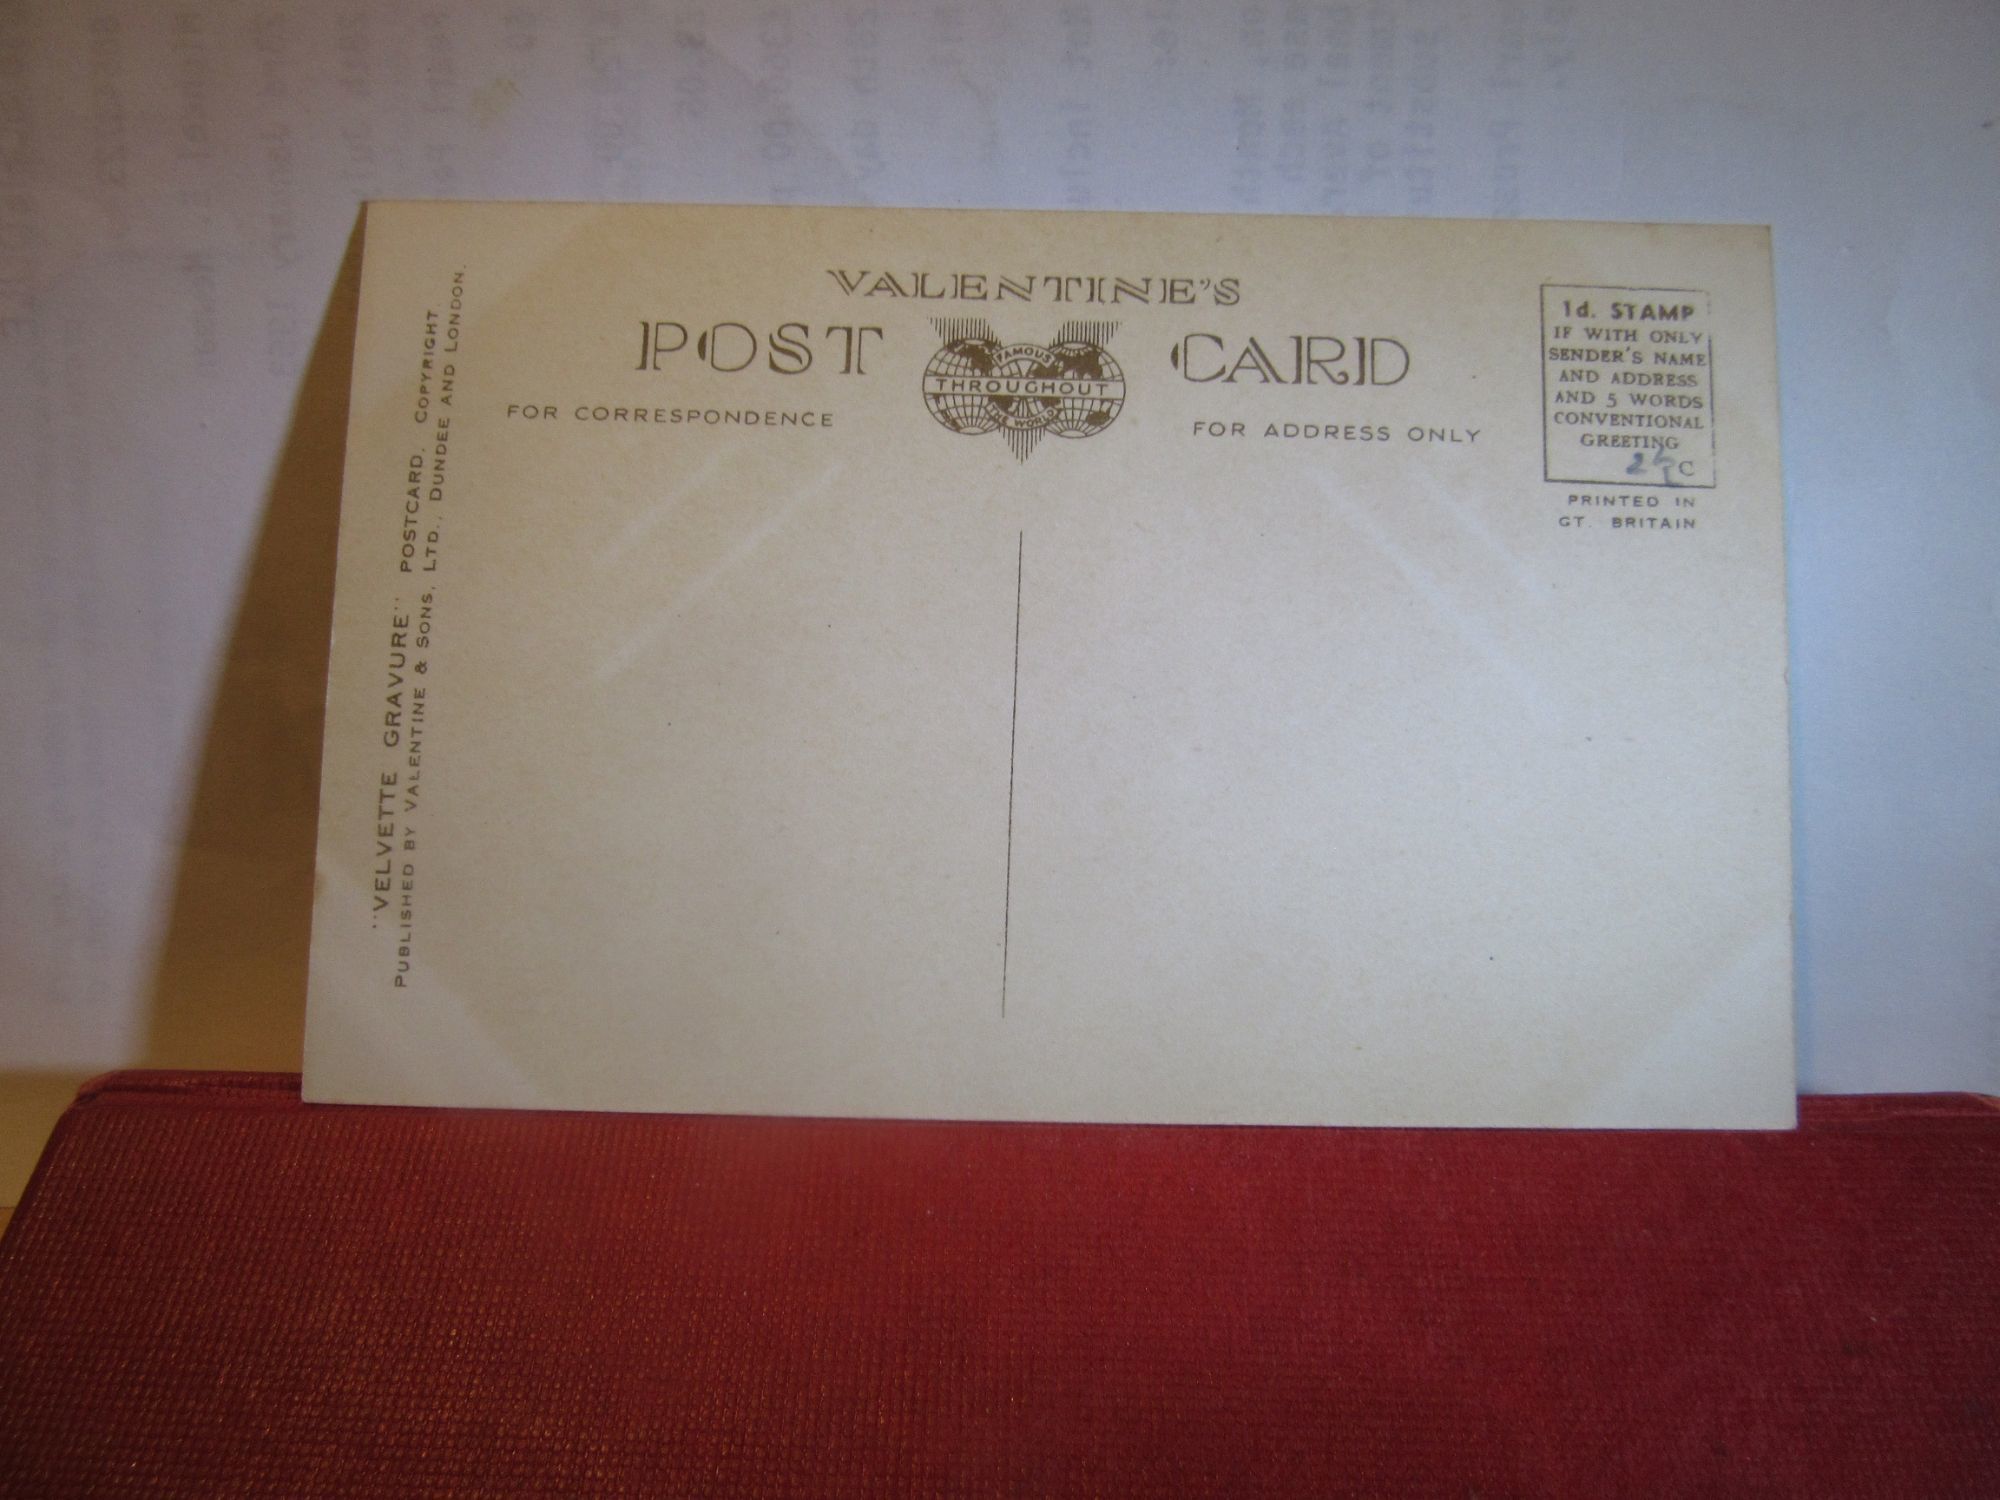 VALENTINE'S
POST CARD
FAMOUS
THROUGHOUT
THE WORLD
FOR CORRESPONDENCE
FOR ADDRESS ONLY
1d. STAMP
IF WITH ONLY
SENDER'S NAME
AND ADDRESS
AND 5 WORDS
CONVENTIONAL
GREETING
C
PRINTED IN
GT. BRITAIN
"VELVETTE GRAVURE" POSTCARD. COPYRIGHT.
PUBLISHED BY VALENTINE & SONS, LTD., DUNDEE AND LONDON.